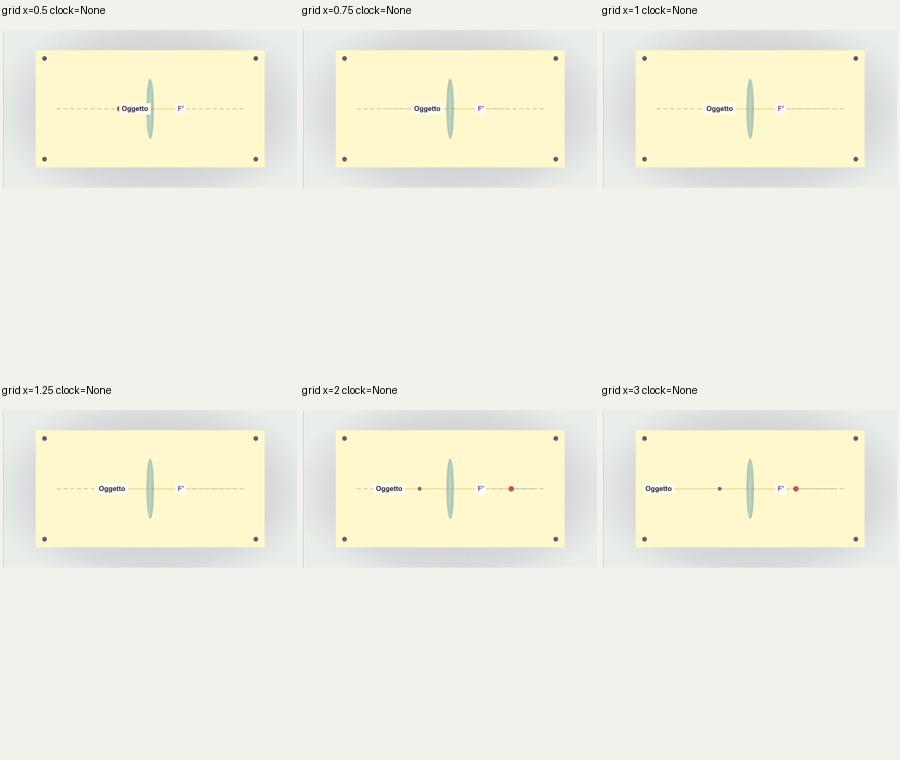 grid x=0.5 clock=None
grid x=0.75 clock=None
grid x=1 clock=None
Oggetto F'
Oggetto F'
Oggetto F'
grid x=1.25 clock=None
grid x=2 clock=None
grid x=3 clock=None
Oggetto F'
Oggetto F'
Oggetto F'